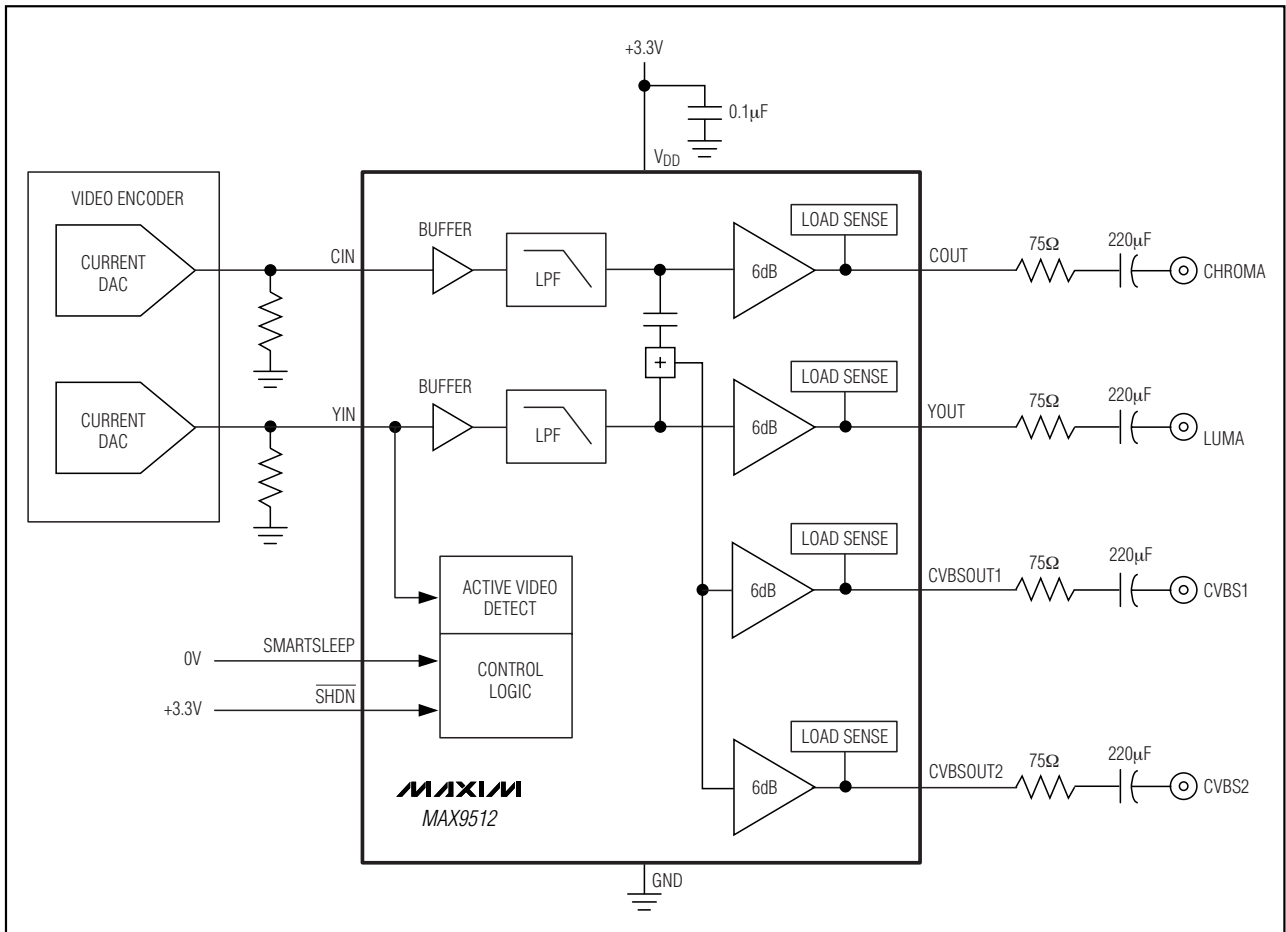 +3.3V
0.1μF
VDD
VIDEO ENCODER
CURRENT
DAC
CIN
BUFFER
LPF
6dB
LOAD SENSE
COUT
75Ω
220μF
CHROMA
+
CURRENT
DAC
YIN
BUFFER
LPF
6dB
LOAD SENSE
YOUT
75Ω
220μF
LUMA
ACTIVE VIDEO
DETECT
6dB
LOAD SENSE
CVBSOUT1
75Ω
220μF
CVBS1
0V
SMARTSLEEP
+3.3V
SHDN
CONTROL
LOGIC
6dB
LOAD SENSE
CVBSOUT2
75Ω
220μF
CVBS2
MAXIM
MAX9512
GND